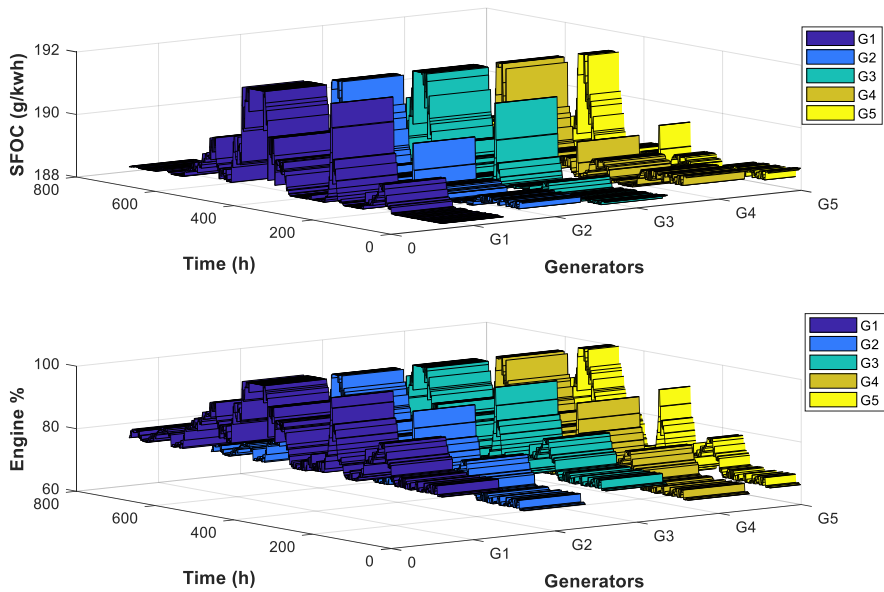 192
190
188
SFOC (g/kwh)
800
600
400
200
0
Time (h)
0
G1
G2
G3
G4
G5
Generators
G1
G2
G3
G4
G5
100
80
60
Engine %
800
600
400
200
0
Time (h)
0
G1
G2
G3
G4
G5
Generators
G1
G2
G3
G4
G5